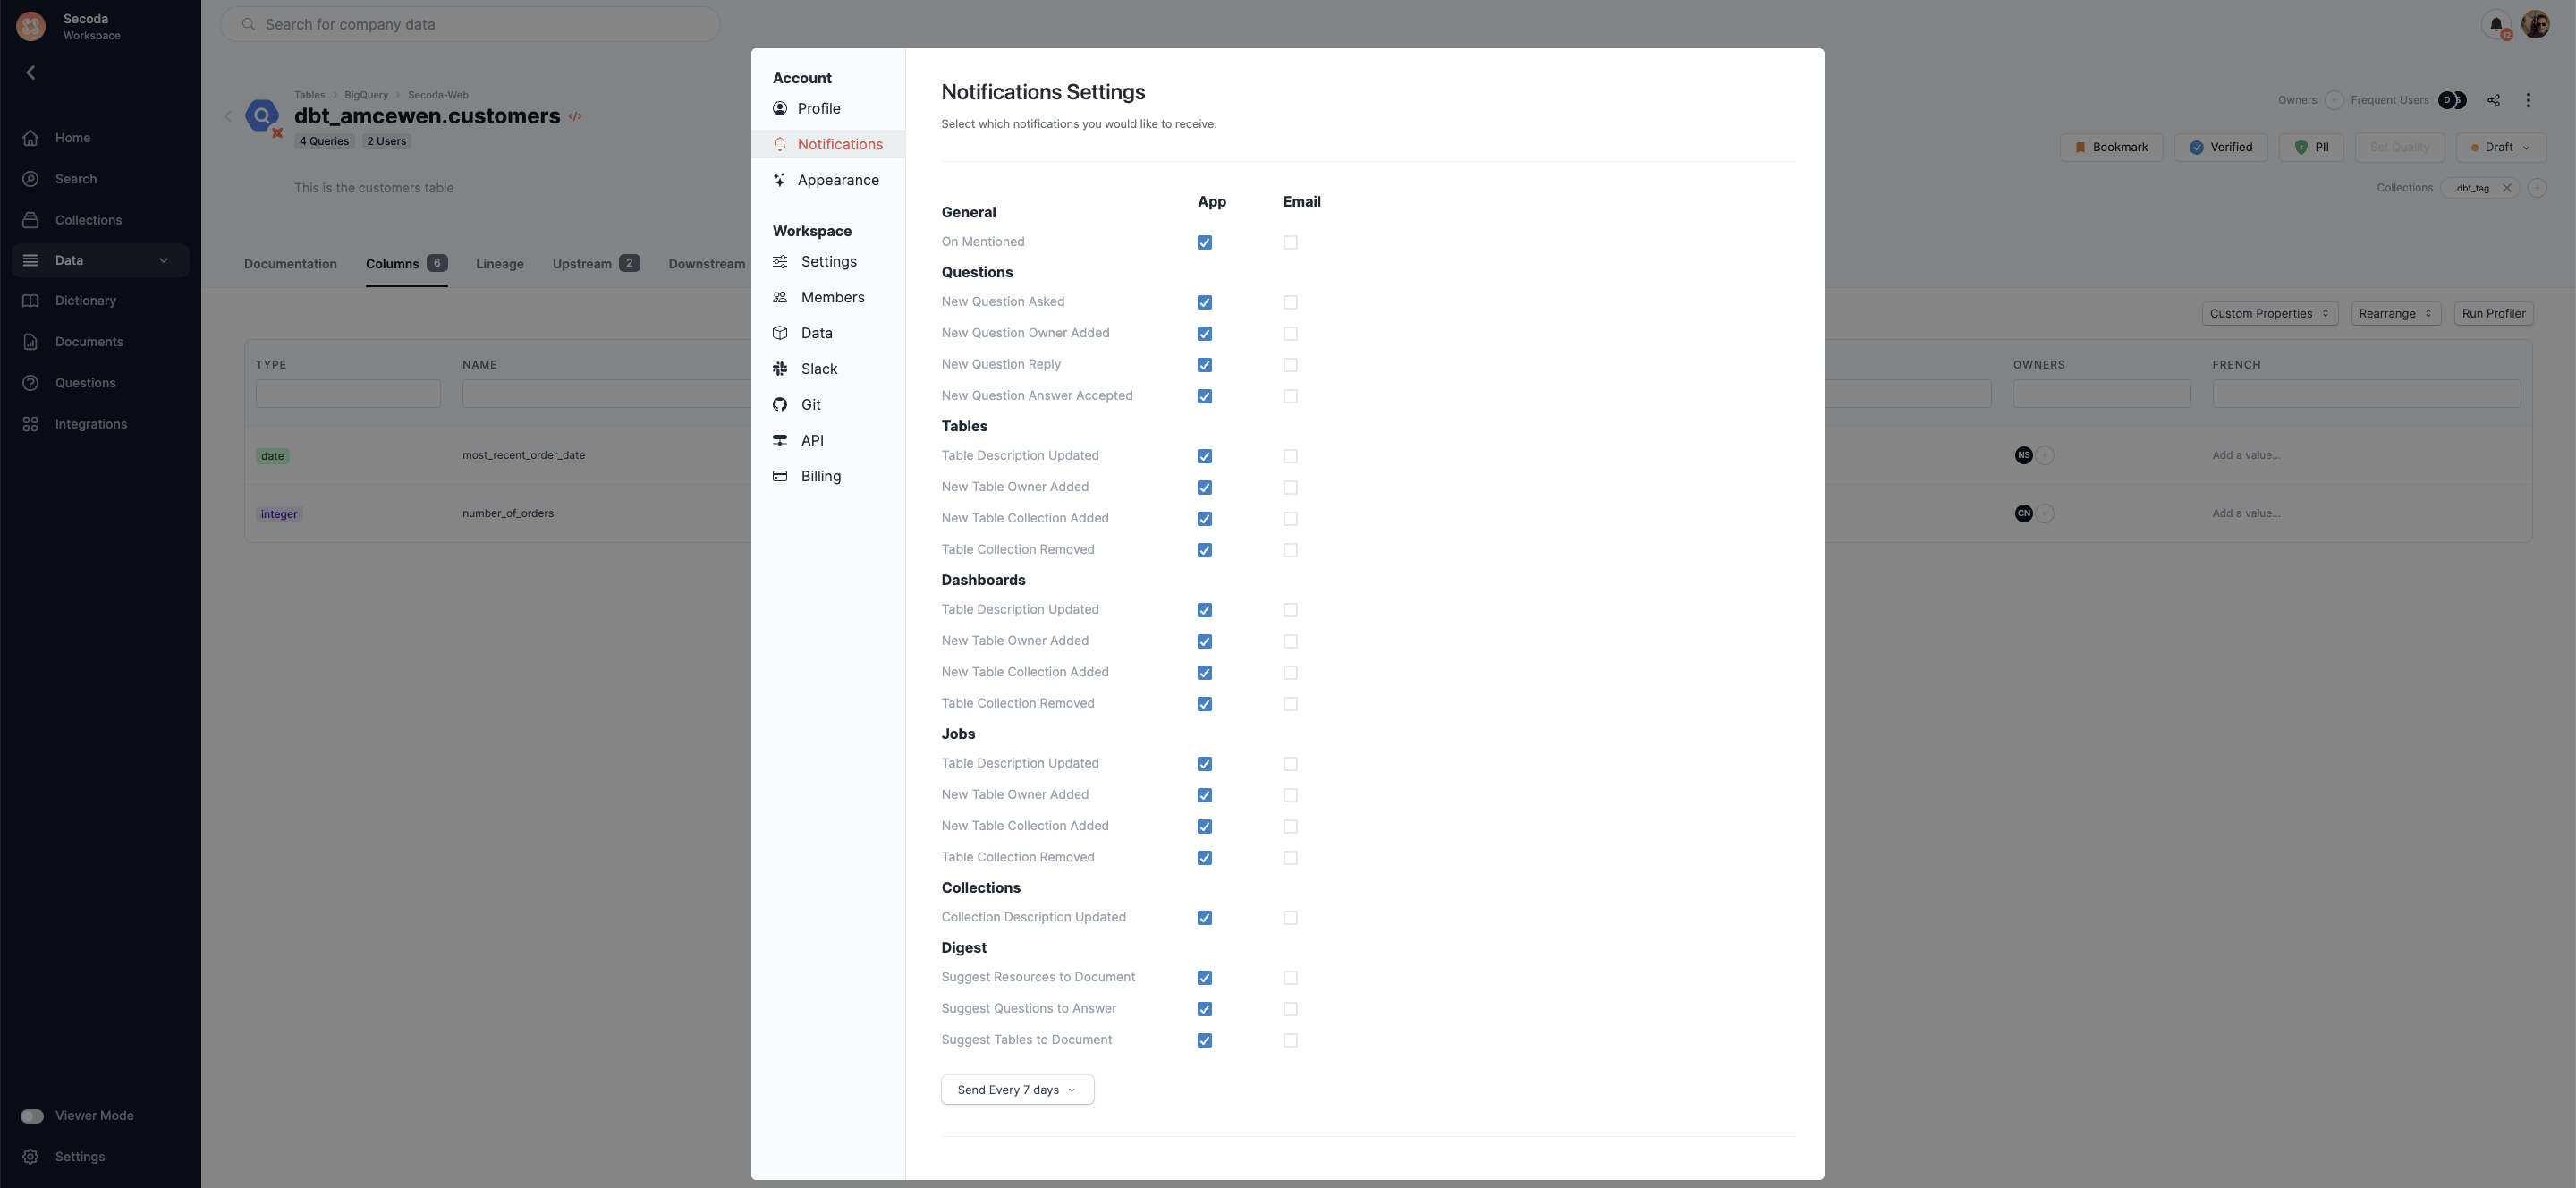 Secoda
Workspace
Search for company data
12
Home
Search
Collections
Data
Dictionary
Documents
Questions
Integrations
Viewer Mode
Settings
Tables > BigQuery > Secoda-Web
dbt_amcewen.customers </>
4 Queries 2 Users
This is the customers table
Owners Frequent Users D S
Bookmark Verified PII Set Quality Draft
Collections dbt_tag
Documentation Columns 6 Lineage Upstream 2 Downstream
Custom Properties Rearrange Run Profiler
TYPE NAME OWNERS FRENCH
date most_recent_order_date NS Add a value...
integer number_of_orders CN Add a value...
Account
Profile
Notifications
Appearance
Workspace
Settings
Members
Data
Slack
Git
API
Billing
Notifications Settings
Select which notifications you would like to receive.
General App Email
On Mentioned
Questions
New Question Asked
New Question Owner Added
New Question Reply
New Question Answer Accepted
Tables
Table Description Updated
New Table Owner Added
New Table Collection Added
Table Collection Removed
Dashboards
Table Description Updated
New Table Owner Added
New Table Collection Added
Table Collection Removed
Jobs
Table Description Updated
New Table Owner Added
New Table Collection Added
Table Collection Removed
Collections
Collection Description Updated
Digest
Suggest Resources to Document
Suggest Questions to Answer
Suggest Tables to Document
Send Every 7 days